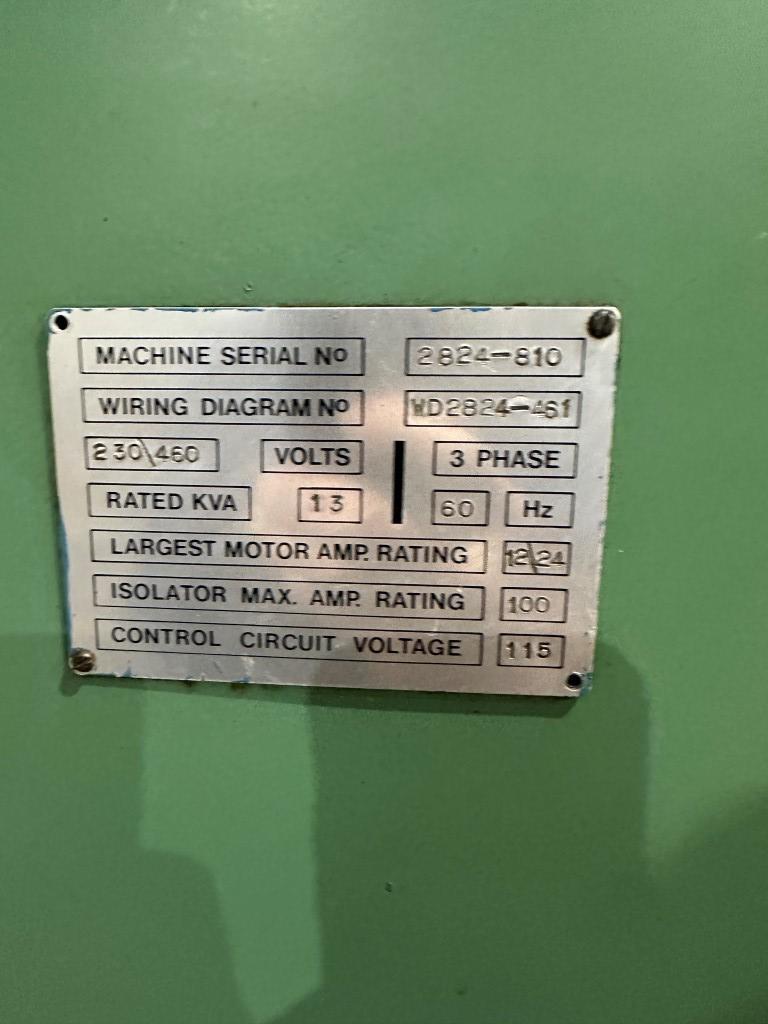 MACHINE SERIAL No 2824-810
WIRING DIAGRAM No WD2824-461
230\460 VOLTS 3 PHASE
RATED KVA 13 60 Hz
LARGEST MOTOR AMP. RATING 12\24
ISOLATOR MAX. AMP. RATING 100
CONTROL CIRCUIT VOLTAGE 115